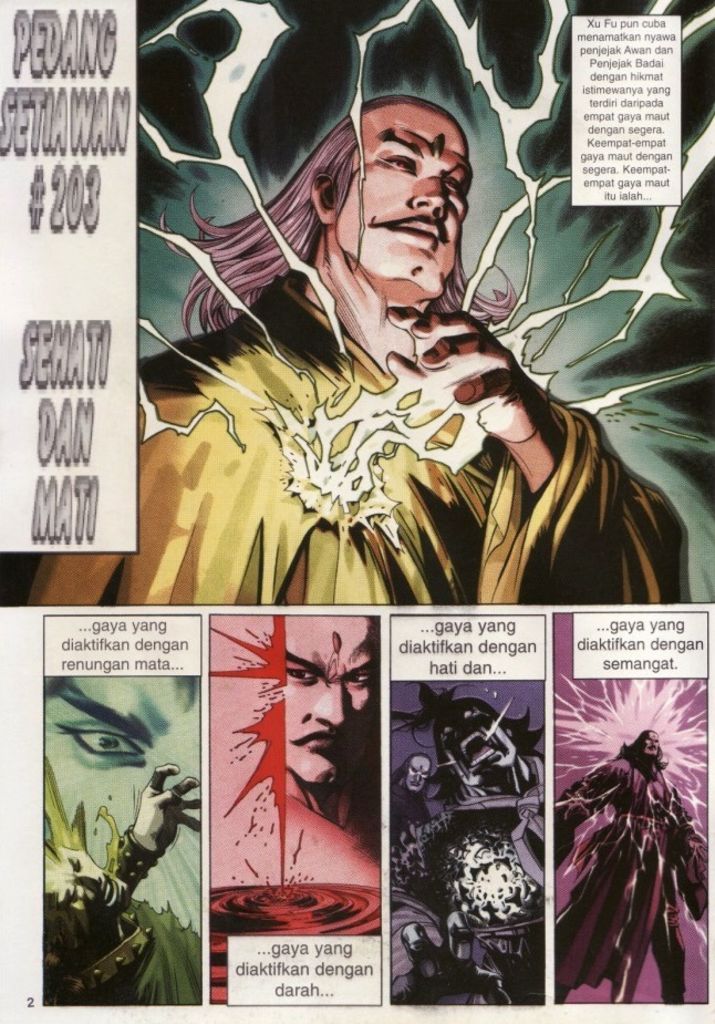 PEDANG
SETIAWAN
# 203
SEHATI
DAN
MATI
Xu Fu pun cuba
menamatkan nyawa
penjejak Awan dan
Penjejak Badai
dengan hikmat
istimewanya yang
terdiri daripada
empat gaya maut
dengan segera.
Keempat-empat
gaya maut dengan
segera. Keempat-
empat gaya maut
itu ialah...
...gaya yang
diaktifkan dengan
renungan mata...
...gaya yang
diaktifkan dengan
darah...
...gaya yang
diaktifkan dengan
hati dan...
...gaya yang
diaktifkan dengan
semangat.
2